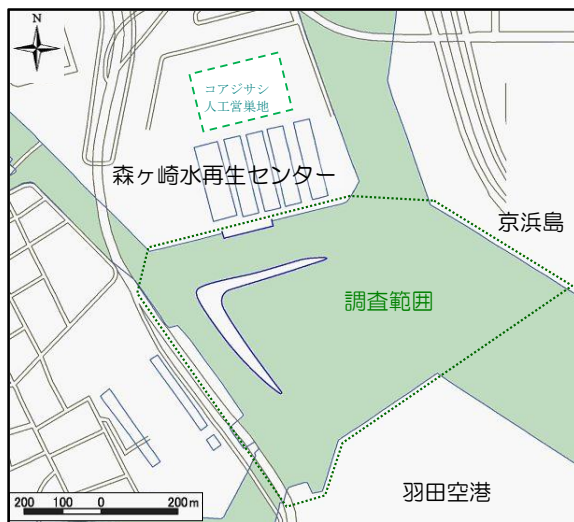 N
コアジサシ
人工営巣地
森ヶ崎水再生センター
京浜島
調査範囲
羽田空港
200 100 0 200m